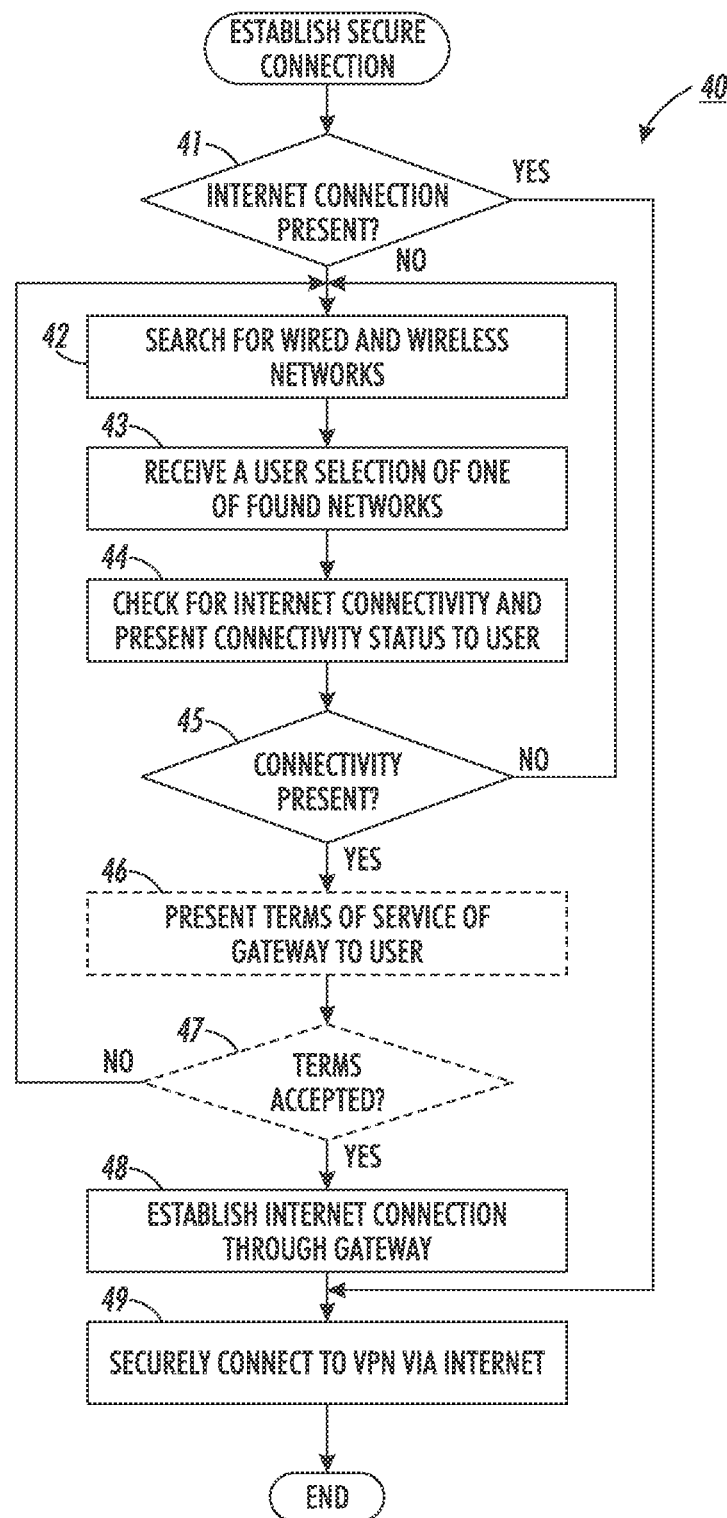 ESTABLISH SECURE
CONNECTION
40
41
INTERNET CONNECTION
PRESENT?
YES
NO
42
SEARCH FOR WIRED AND WIRELESS
NETWORKS
43
RECEIVE A USER SELECTION OF ONE
OF FOUND NETWORKS
44
CHECK FOR INTERNET CONNECTIVITY AND
PRESENT CONNECTIVITY STATUS TO USER
45
CONNECTIVITY
PRESENT?
NO
YES
46
PRESENT TERMS OF SERVICE OF
GATEWAY TO USER
47
NO
TERMS
ACCEPTED?
YES
48
ESTABLISH INTERNET CONNECTION
THROUGH GATEWAY
49
SECURELY CONNECT TO VPN VIA INTERNET
END